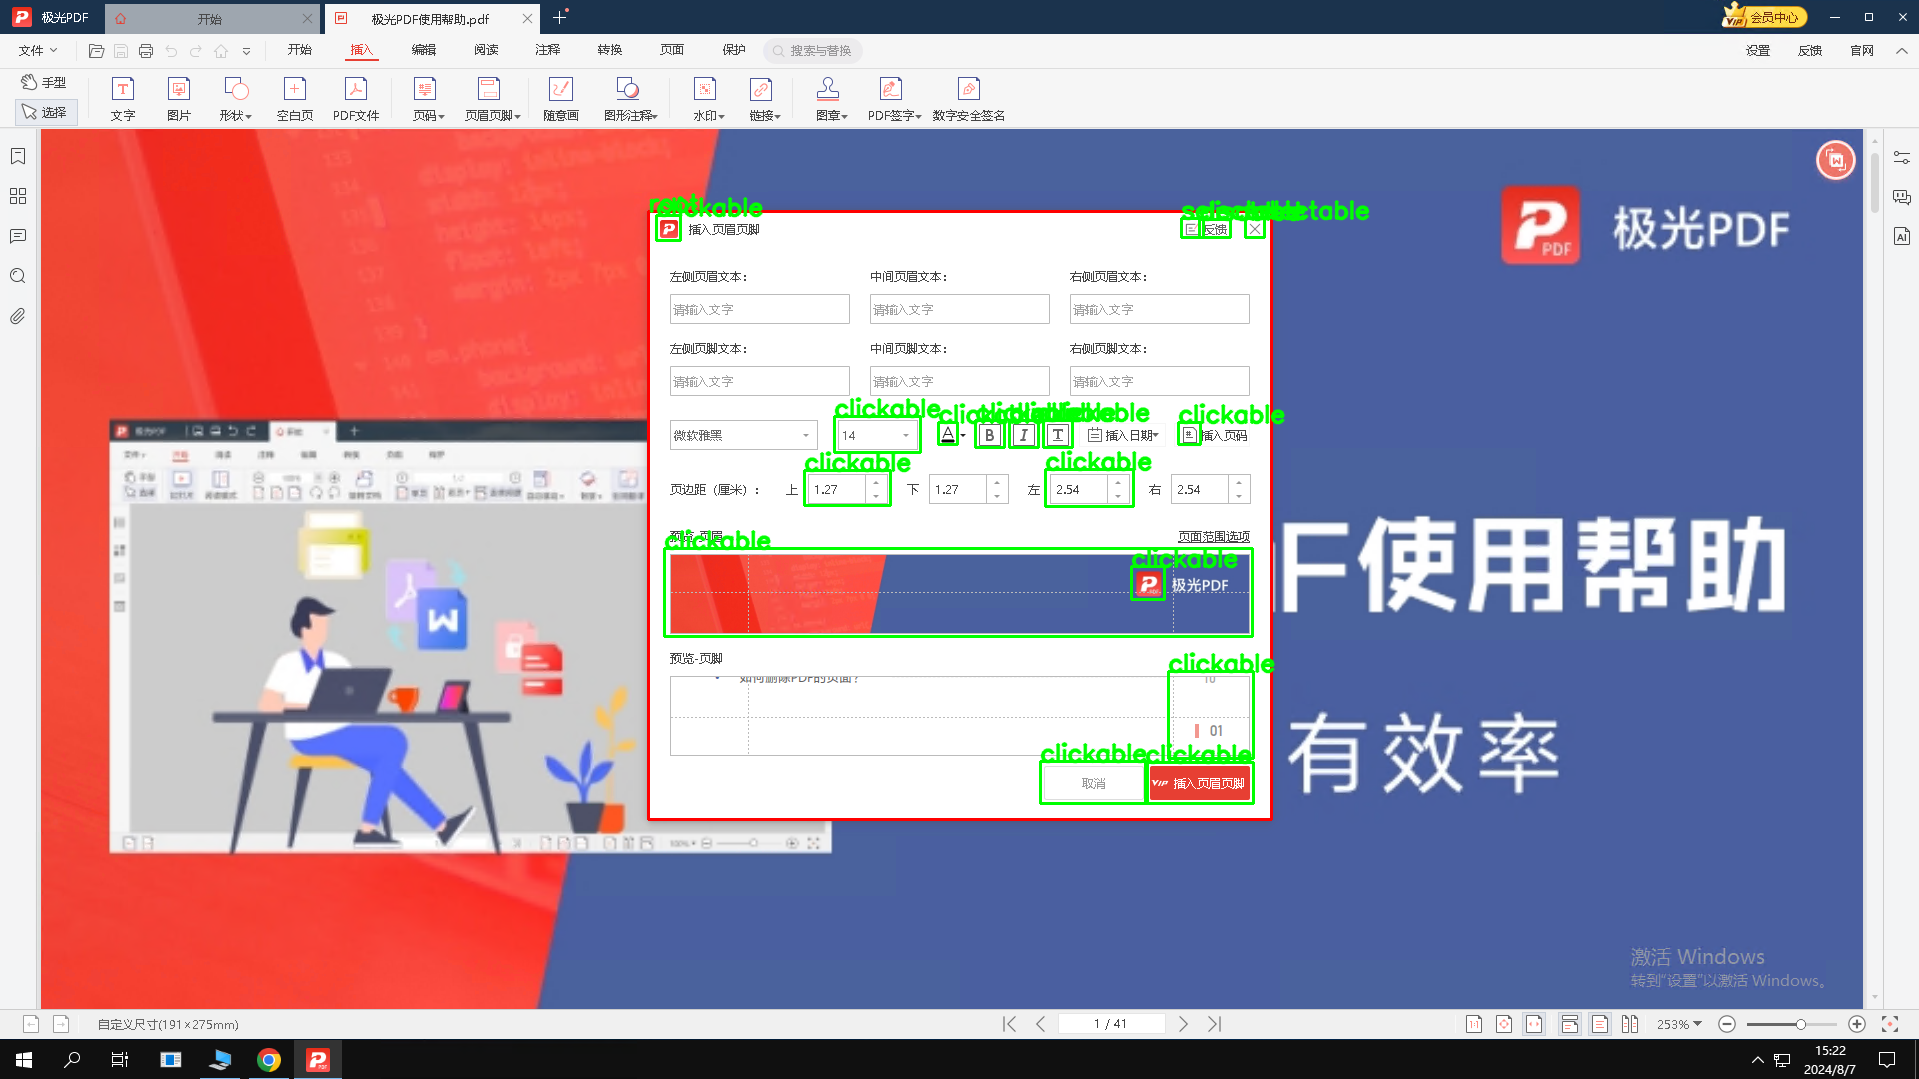 极光PDF
开始
极光PDF使用帮助.pdf
会员中心
文件
开始
插入
编辑
阅读
注释
转换
页面
保护
搜索与替换
设置
反馈
官网
手型
选择
文字
图片
形状
空白页
PDF文件
页码
页眉页脚
随意画
图形注释
水印
链接
图章
PDF签字
数字安全签名
极光PDF
clickable
clickable
插入页眉页脚
反馈
左侧页眉文本：
中间页眉文本：
右侧页眉文本：
请输入文字
请输入文字
请输入文字
左侧页脚文本：
中间页脚文本：
右侧页脚文本：
请输入文字
请输入文字
请输入文字
clickable
clickable
微软雅黑
14
A
B
I
T
插入日期
插入页码
clickable
clickable
页边距（厘米）：
上
1.27
下
1.27
左
2.54
右
2.54
预览-页眉
页面范围选项
clickable
clickable
极光PDF
预览-页脚
clickable
如何删除PDF的页面？
10
01
clickable
clickable
取消
VIP 插入页眉页脚
F使用帮助
有效率
激活 Windows
转到“设置”以激活 Windows。
自定义尺寸(191×275mm)
1 / 41
253%
15:22
2024/8/7